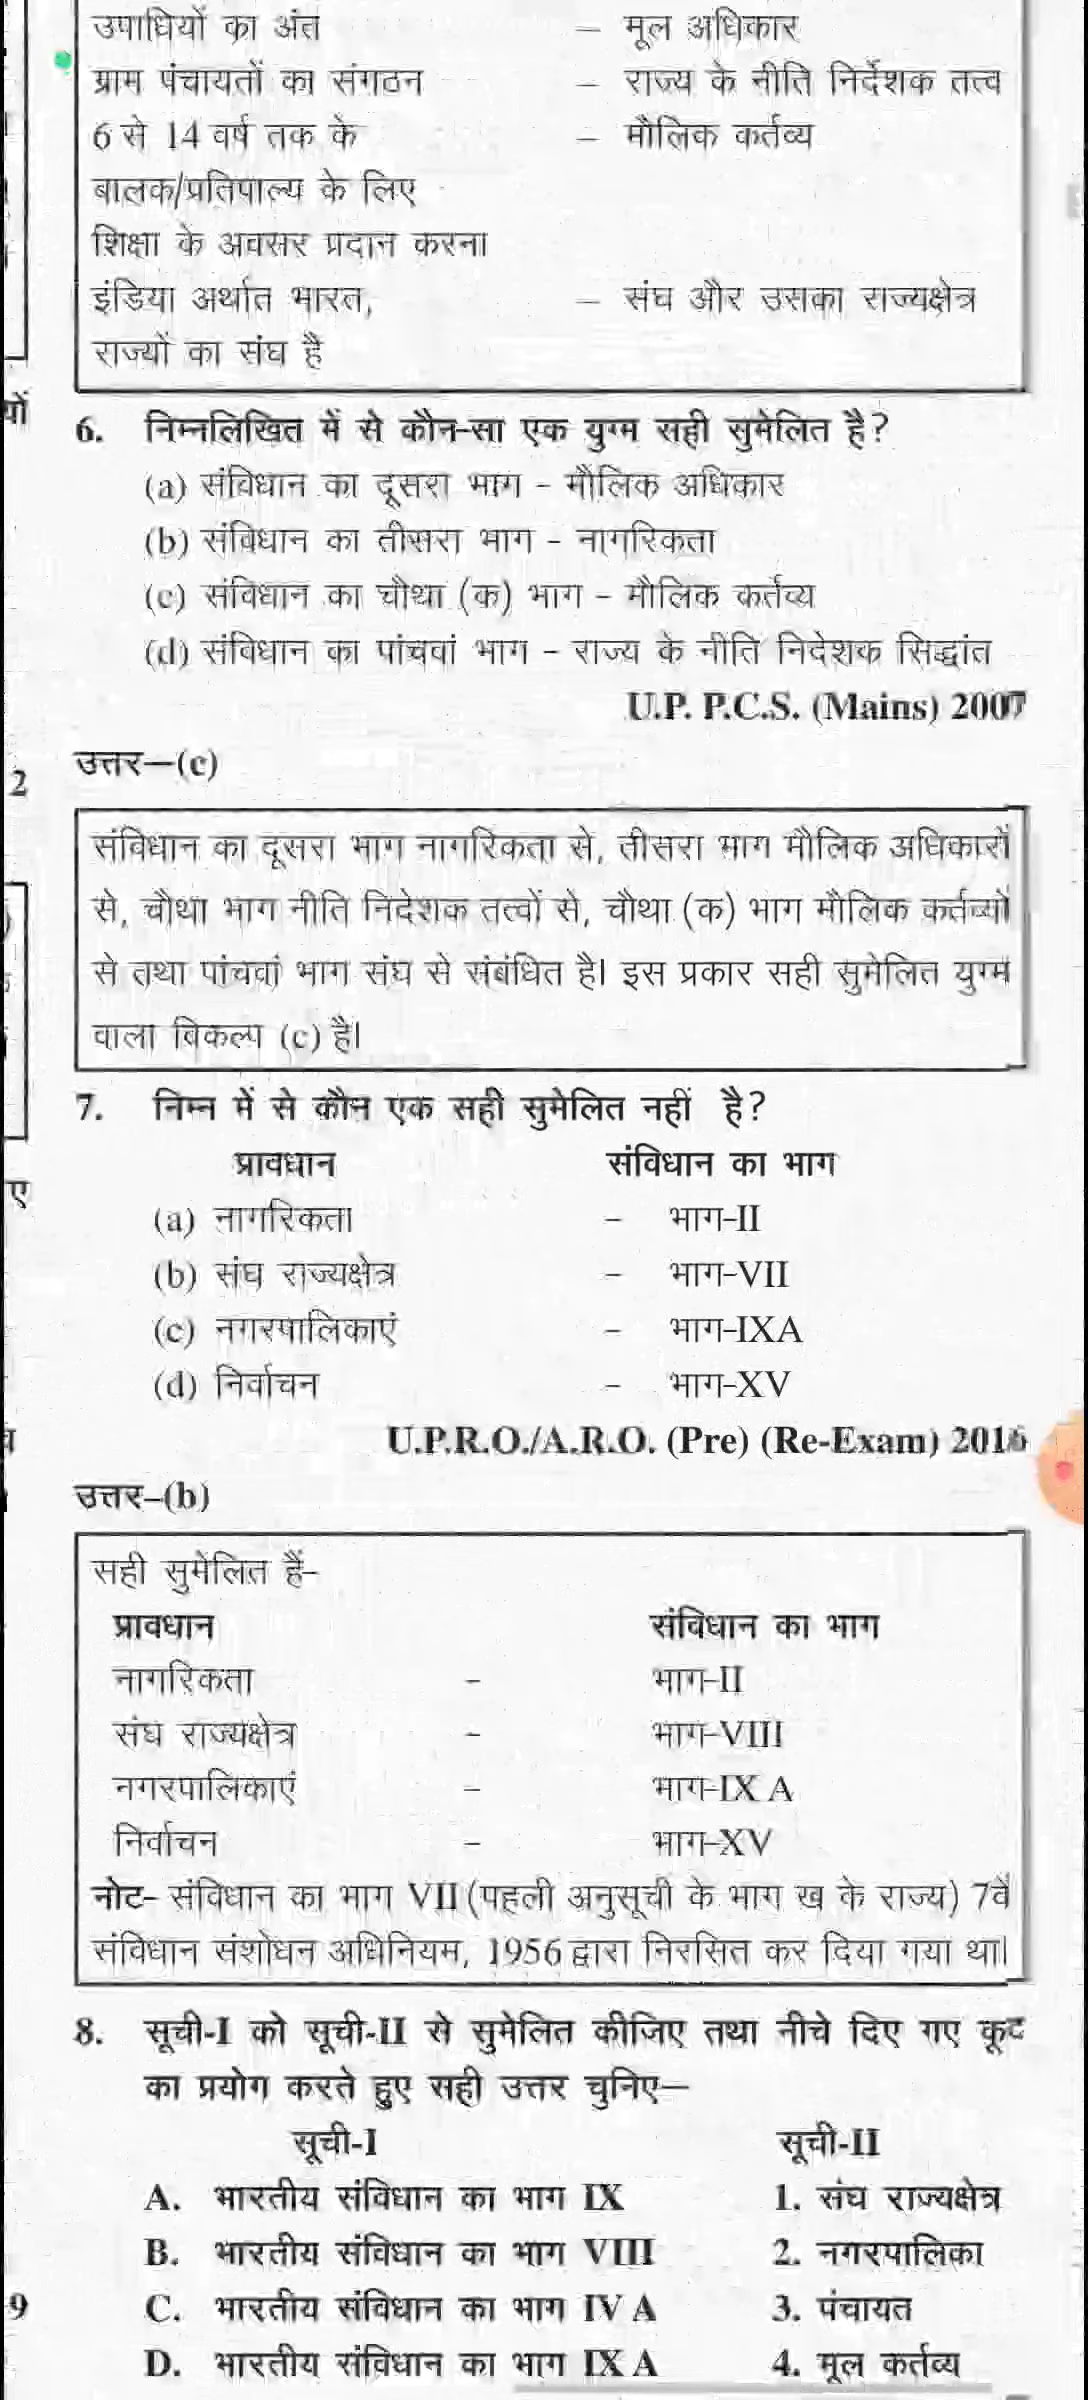 उपाधियों का अंत – मूल अधिकार
ग्राम पंचायतों का संगठन – राज्य के नीति निर्देशक तत्व
6 से 14 वर्ष तक के – मौलिक कर्तव्य
बालक/प्रतिपाल्य के लिए
शिक्षा के अवसर प्रदान करना
इंडिया अर्थात भारत, – संघ और उसका राज्यक्षेत्र
राज्यों का संघ है
6. निम्नलिखित में से कौन-सा एक युग्म सही सुमेलित है?
(a) संविधान का दूसरा भाग - मौलिक अधिकार
(b) संविधान का तीसरा भाग - नागरिकता
(c) संविधान का चौथा (क) भाग - मौलिक कर्तव्य
(d) संविधान का पांचवां भाग - राज्य के नीति निदेशक सिद्धांत
U.P. P.C.S. (Mains) 2007
उत्तर—(c)
संविधान का दूसरा भाग नागरिकता से, तीसरा भाग मौलिक अधिकारों
से, चौथा भाग नीति निदेशक तत्वों से, चौथा (क) भाग मौलिक कर्तव्यों
से तथा पांचवां भाग संघ से संबंधित है। इस प्रकार सही सुमेलित युग्म
वाला विकल्प (c) है।
7. निम्न में से कौन एक सही सुमेलित नहीं है?
प्रावधान संविधान का भाग
(a) नागरिकता - भाग-II
(b) संघ राज्यक्षेत्र - भाग-VII
(c) नगरपालिकाएं - भाग-IXA
(d) निर्वाचन - भाग-XV
U.P.R.O./A.R.O. (Pre) (Re-Exam) 2016
उत्तर–(b)
सही सुमेलित हैं-
प्रावधान संविधान का भाग
नागरिकता - भाग-II
संघ राज्यक्षेत्र - भाग-VIII
नगरपालिकाएं - भाग-IX A
निर्वाचन - भाग-XV
नोट- संविधान का भाग VII (पहली अनुसूची के भाग ख के राज्य) 7वें
संविधान संशोधन अधिनियम, 1956 द्वारा निरसित कर दिया गया था।
8. सूची-I को सूची-II से सुमेलित कीजिए तथा नीचे दिए गए कूट
का प्रयोग करते हुए सही उत्तर चुनिए—
सूची-I सूची-II
A. भारतीय संविधान का भाग IX 1. संघ राज्यक्षेत्र
B. भारतीय संविधान का भाग VIII 2. नगरपालिका
C. भारतीय संविधान का भाग IV A 3. पंचायत
D. भारतीय संविधान का भाग IX A 4. मूल कर्तव्य